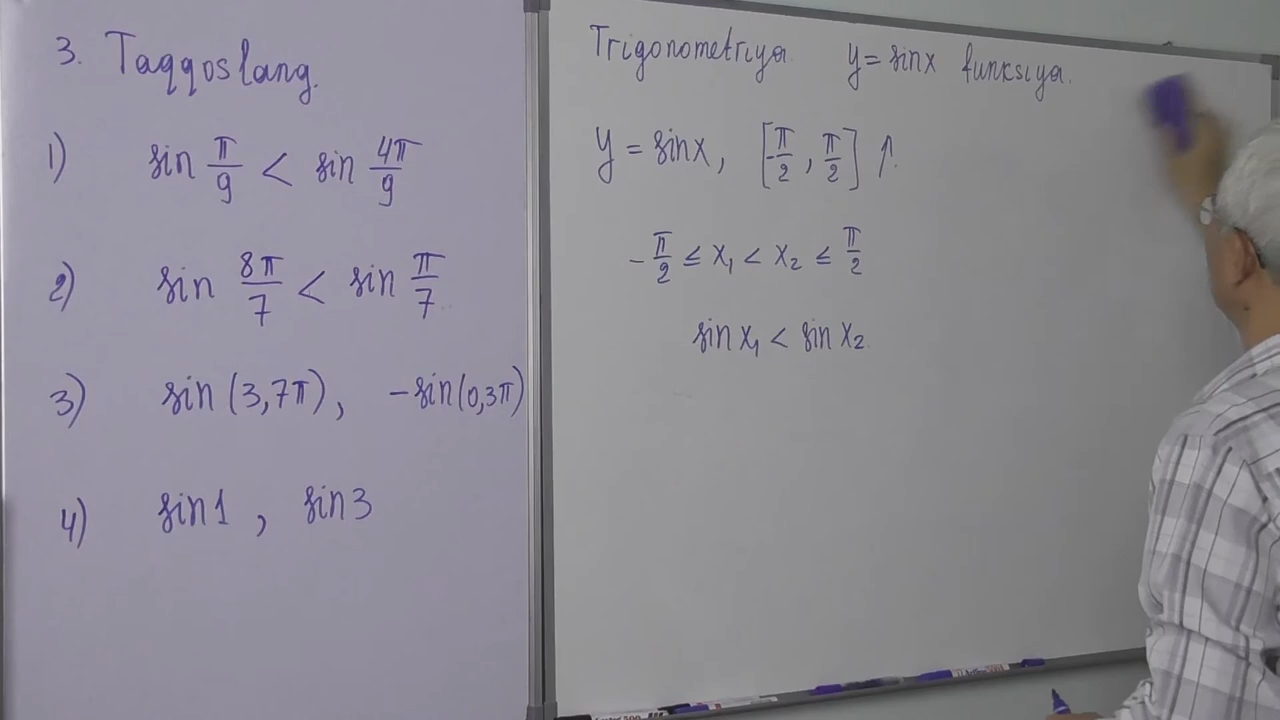 3. Taqqoslang.
1) sin π/9 < sin 4π/9
2) sin 8π/7 < sin π/7
3) sin(3,7π), -sin(0,3π)
4) sin1, sin3
Trigonometriya y=sinx funksiya.
y = sinx, [-π/2, π/2] ↑.
-π/2 ≤ x₁ < x₂ ≤ π/2
sin x₁ < sin x₂